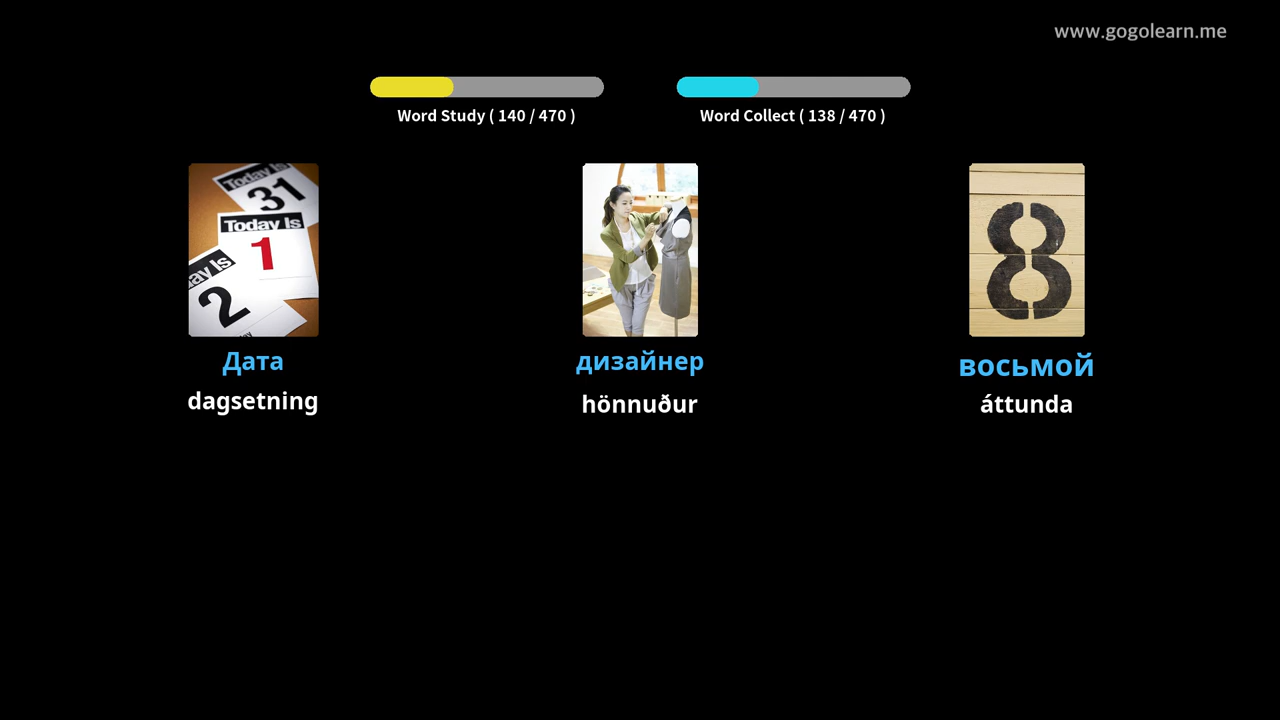 www.gogolearn.me
Word Study ( 140 / 470 )
Word Collect ( 138 / 470 )
Today Is
31
Today Is
1
ay Is
2
8
Дата
дизайнер
восьмой
dagsetning
hönnuður
áttunda